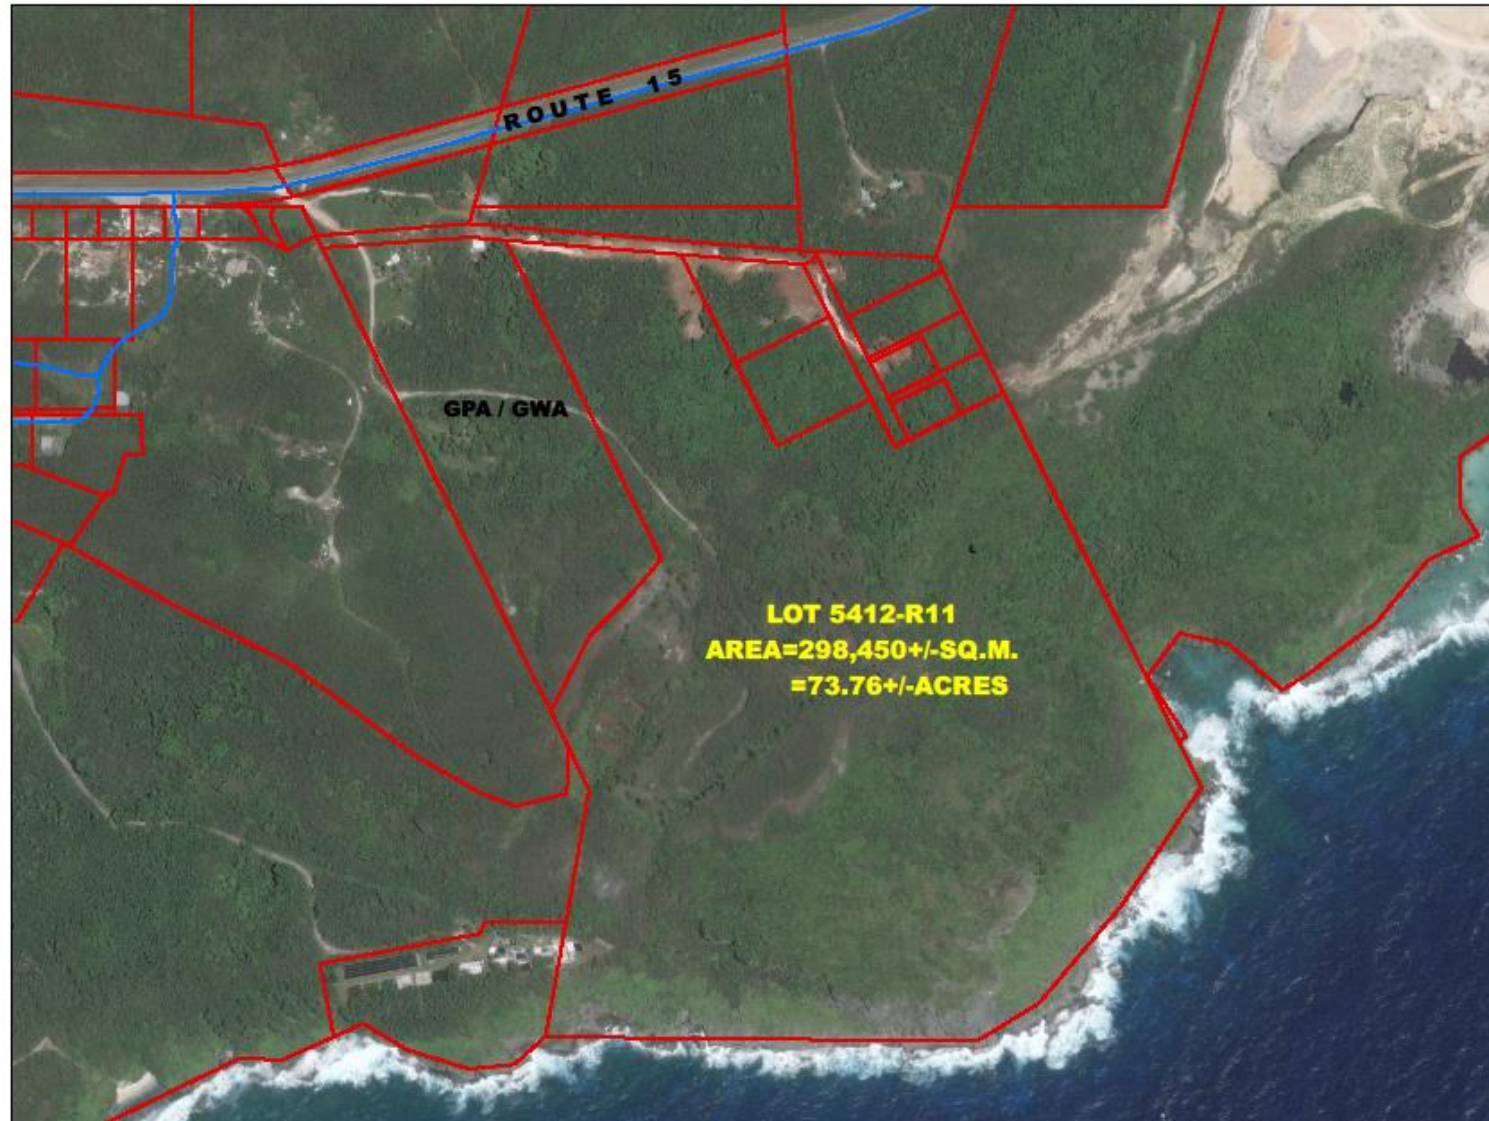 ROUTE 15
GPA / GWA
LOT 5412-R11
AREA=298,450+/-SQ.M.
=73.76+/-ACRES